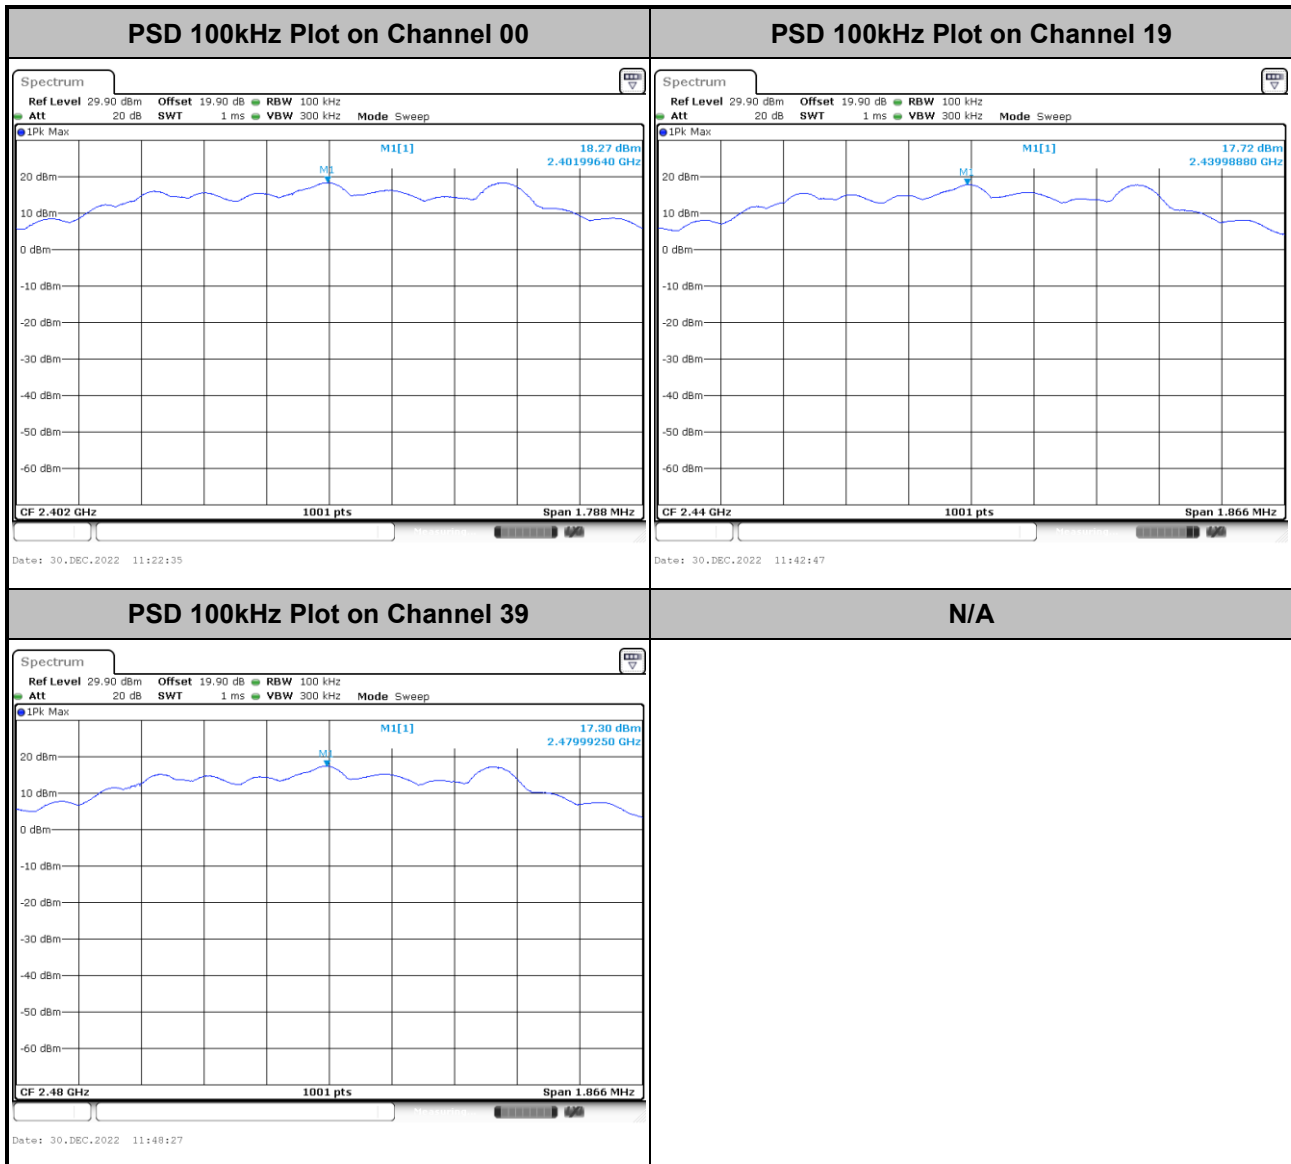 PSD 100kHz Plot on Channel 00
PSD 100kHz Plot on Channel 19
Spectrum
Ref Level 29.90 dBm Offset 19.90 dB RBW 100 kHz
Att 20 dB SWT 1 ms VBW 300 kHz Mode Sweep
1Pk Max
M1[1] 18.27 dBm
2.40199640 GHz
M1
20 dBm
10 dBm
0 dBm
-10 dBm
-20 dBm
-30 dBm
-40 dBm
-50 dBm
-60 dBm
CF 2.402 GHz 1001 pts Span 1.788 MHz
Measuring
Date: 30.DEC.2022 11:22:35
Spectrum
Ref Level 29.90 dBm Offset 19.90 dB RBW 100 kHz
Att 20 dB SWT 1 ms VBW 300 kHz Mode Sweep
1Pk Max
M1[1] 17.72 dBm
2.43998880 GHz
M1
20 dBm
10 dBm
0 dBm
-10 dBm
-20 dBm
-30 dBm
-40 dBm
-50 dBm
-60 dBm
CF 2.44 GHz 1001 pts Span 1.866 MHz
Measuring
Date: 30.DEC.2022 11:42:47
PSD 100kHz Plot on Channel 39
N/A
Spectrum
Ref Level 29.90 dBm Offset 19.90 dB RBW 100 kHz
Att 20 dB SWT 1 ms VBW 300 kHz Mode Sweep
1Pk Max
M1[1] 17.30 dBm
2.47999250 GHz
M1
20 dBm
10 dBm
0 dBm
-10 dBm
-20 dBm
-30 dBm
-40 dBm
-50 dBm
-60 dBm
CF 2.48 GHz 1001 pts Span 1.866 MHz
Measuring
Date: 30.DEC.2022 11:48:27